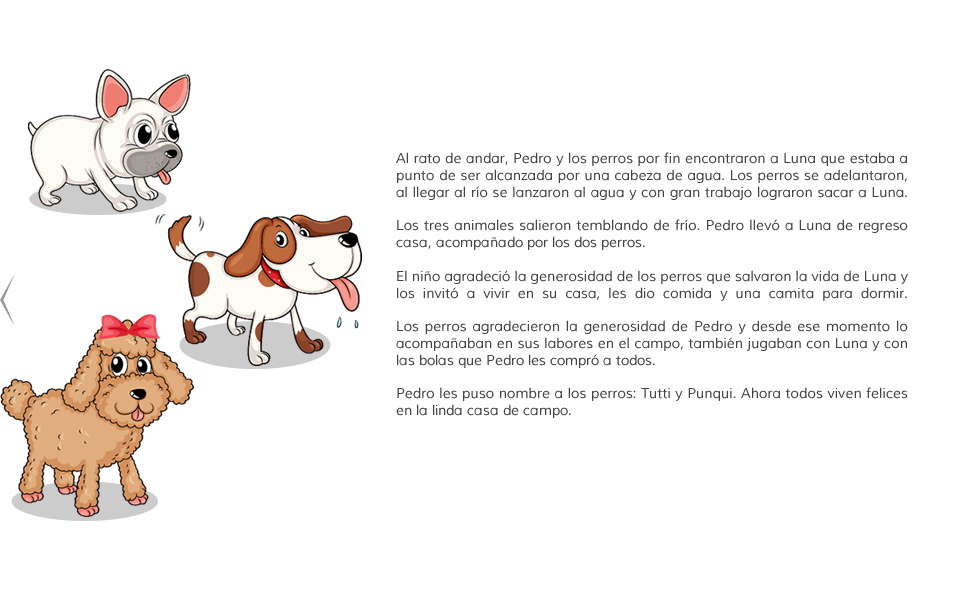 Al rato de andar, Pedro y los perros por fin encontraron a Luna que estaba a
punto de ser alcanzada por una cabeza de agua. Los perros se adelantaron,
al llegar al río se lanzaron al agua y con gran trabajo lograron sacar a Luna.
Los tres animales salieron temblando de frío. Pedro llevó a Luna de regreso
casa, acompañado por los dos perros.
El niño agradeció la generosidad de los perros que salvaron la vida de Luna y
los invitó a vivir en su casa, les dio comida y una camita para dormir.
Los perros agradecieron la generosidad de Pedro y desde ese momento lo
acompañaban en sus labores en el campo, también jugaban con Luna y con
las bolas que Pedro les compró a todos.
Pedro les puso nombre a los perros: Tutti y Punqui. Ahora todos viven felices
en la linda casa de campo.